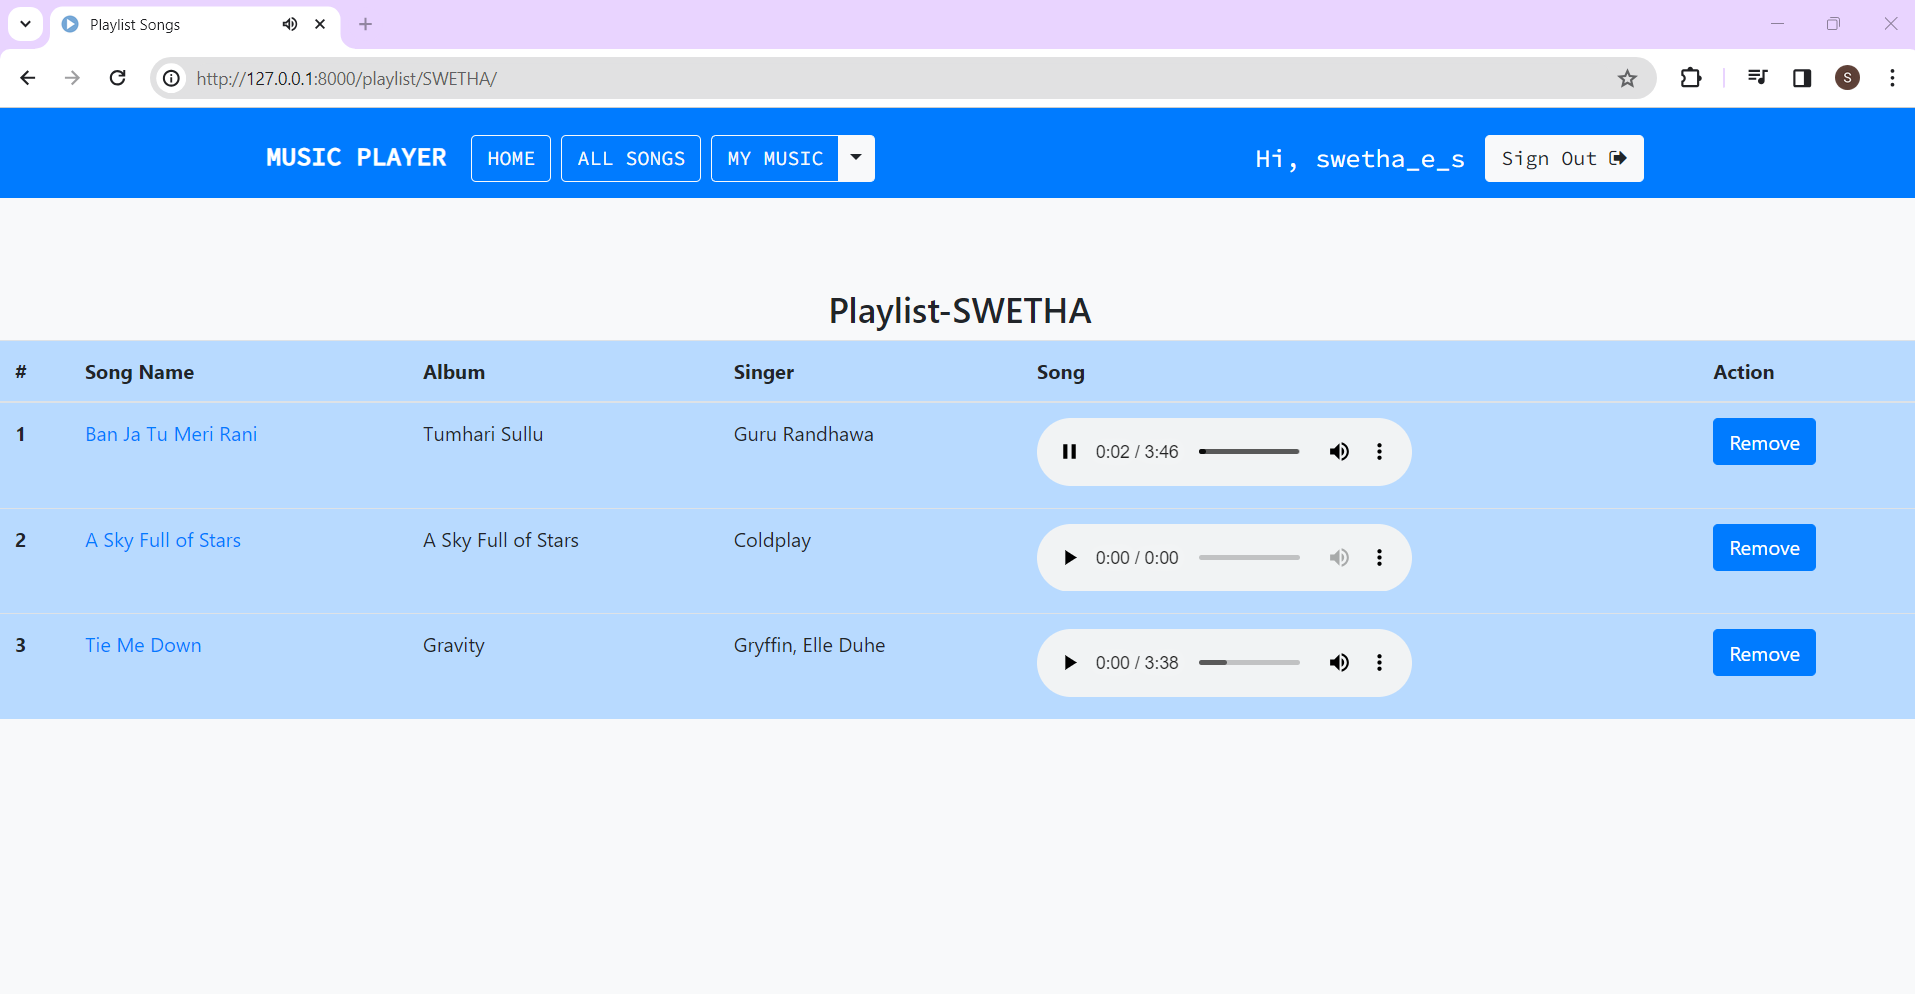 Playlist Songs
http://127.0.0.1:8000/playlist/SWETHA/
S
MUSIC PLAYER HOME ALL SONGS MY MUSIC Hi, swetha_e_s Sign Out
Playlist-SWETHA
# Song Name Album Singer Song Action
1 Ban Ja Tu Meri Rani Tumhari Sullu Guru Randhawa 0:02 / 3:46 Remove
2 A Sky Full of Stars A Sky Full of Stars Coldplay 0:00 / 0:00 Remove
3 Tie Me Down Gravity Gryffin, Elle Duhe 0:00 / 3:38 Remove